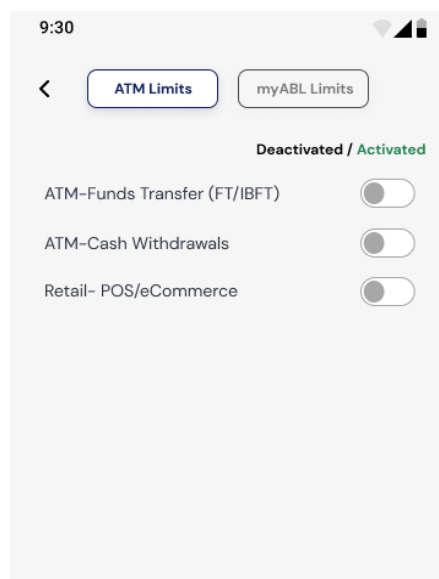 9:30
ATM Limits myABL Limits
Deactivated / Activated
ATM-Funds Transfer (FT/IBFT)
ATM-Cash Withdrawals
Retail- POS/eCommerce